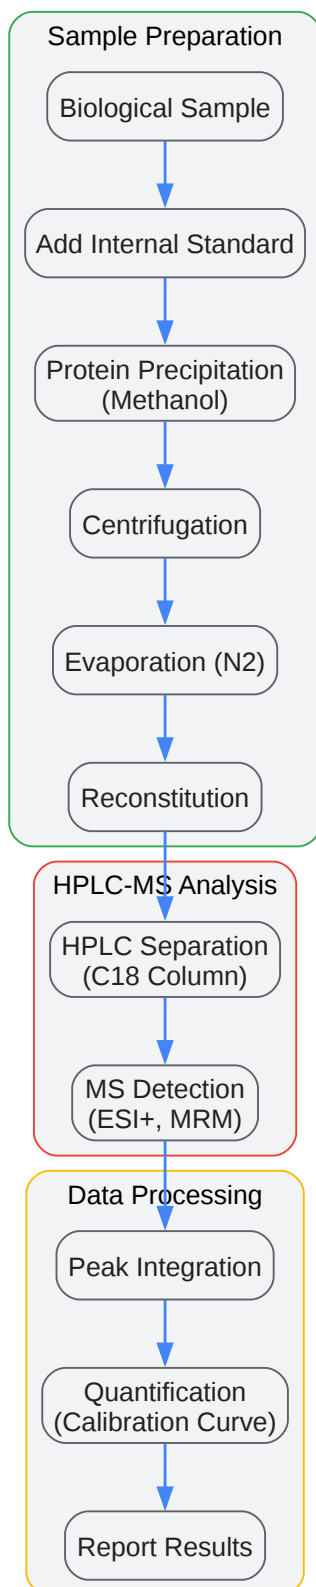 Sample Preparation
Biological Sample
Add Internal Standard
Protein Precipitation
(Methanol)
Centrifugation
Evaporation (N2)
Reconstitution
HPLC-MS Analysis
HPLC Separation
(C18 Column)
MS Detection
(ESI+, MRM)
Data Processing
Peak Integration
Quantification
(Calibration Curve)
Report Results